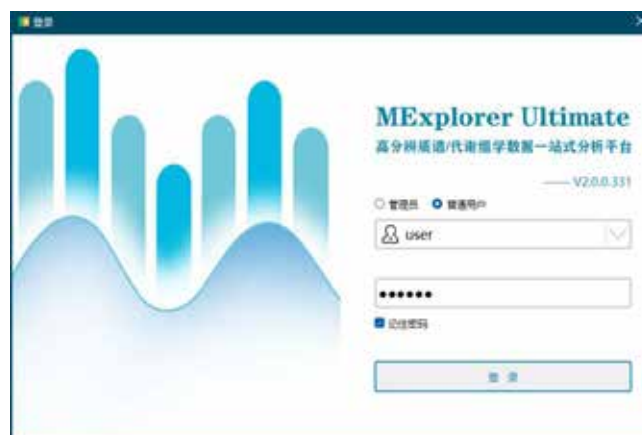 登录
MExplorer Ultimate
高分辨质谱/代谢组学数据一站式分析平台
—— V2.0.0.331
管理员 普通用户
user
••••••
记住密码
登 录